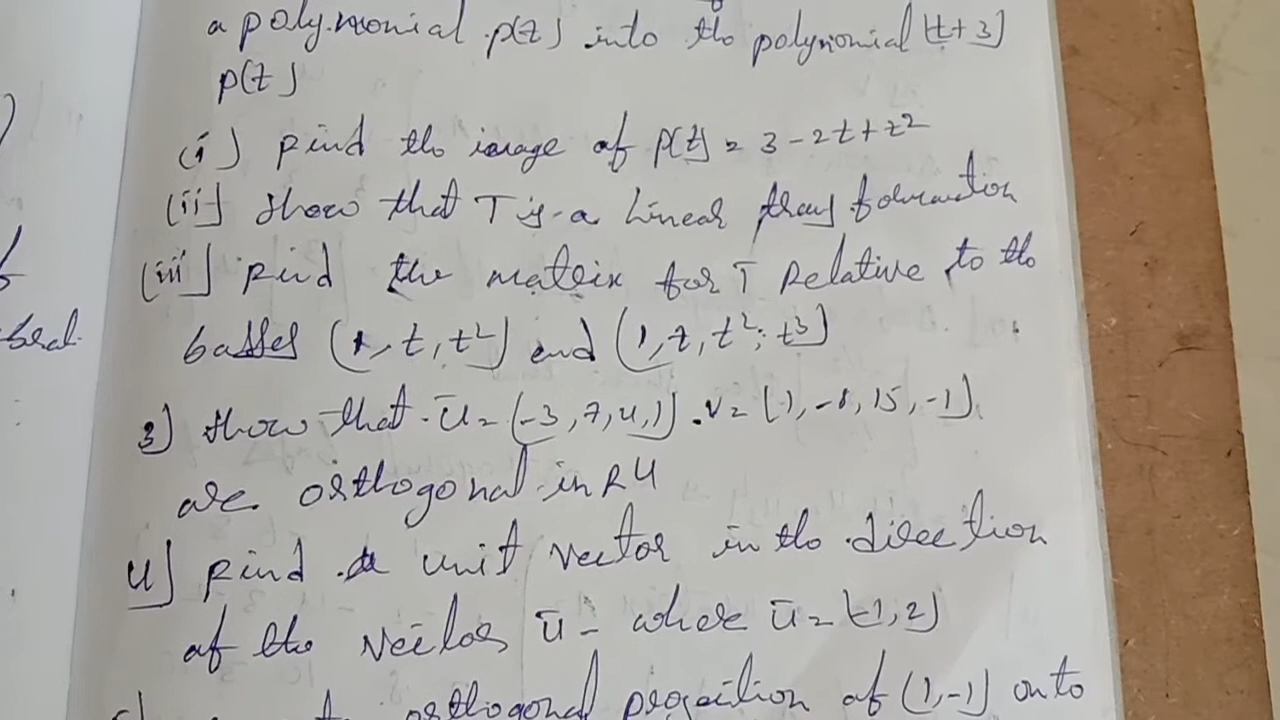 a polynomial p(t) into the polynomial (t+3)
p(t)
(i) Find the image of p(t) = 3-2t+t²
(ii) Show that T is a Linear transformation
(iii) Find the matrix for T Relative to the
bases (1, t, t²) and (1, t, t², t³)
3) Show that ū = (-3, 7, 4, 1) . v = (1, -8, 15, -1)
are orthogonal in R4
4) Find a unit vector in the direction
of the vector ū - where ū = (-1, 2)
orthogonal projection of (1, -1) onto